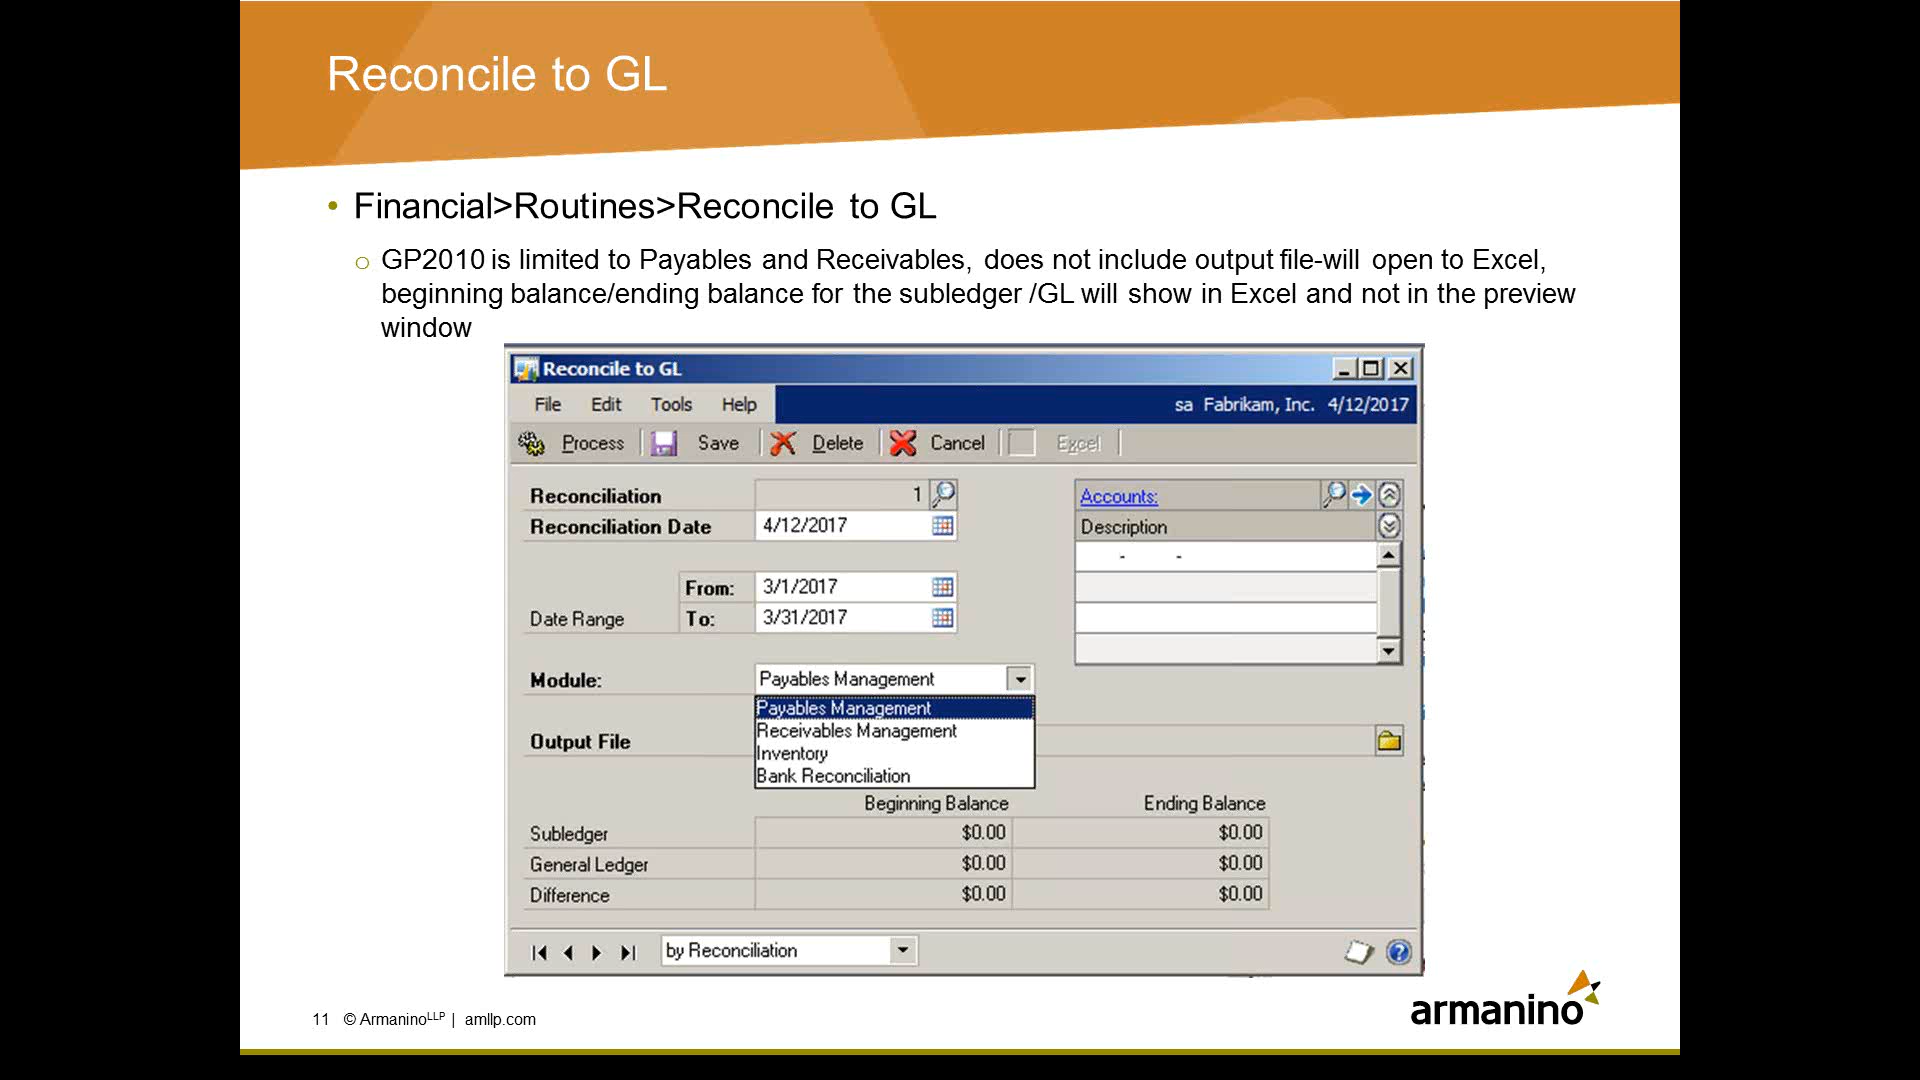 Reconcile to GL
• Financial>Routines>Reconcile to GL
o GP2010 is limited to Payables and Receivables, does not include output file-will open to Excel,
beginning balance/ending balance for the subledger /GL will show in Excel and not in the preview
window
Reconcile to GL
File Edit Tools Help sa Fabrikam, Inc. 4/12/2017
Process Save Delete Cancel Excel
Reconciliation 1 Accounts:
Reconciliation Date 4/12/2017 Description
- -
From: 3/1/2017
Date Range To: 3/31/2017
Module: Payables Management
Payables Management
Receivables Management
Output File
Inventory
Bank Reconciliation
Beginning Balance Ending Balance
Subledger $0.00 $0.00
General Ledger $0.00 $0.00
Difference $0.00 $0.00
by Reconciliation
11 © ArmaninoLLP | amllp.com
armanino